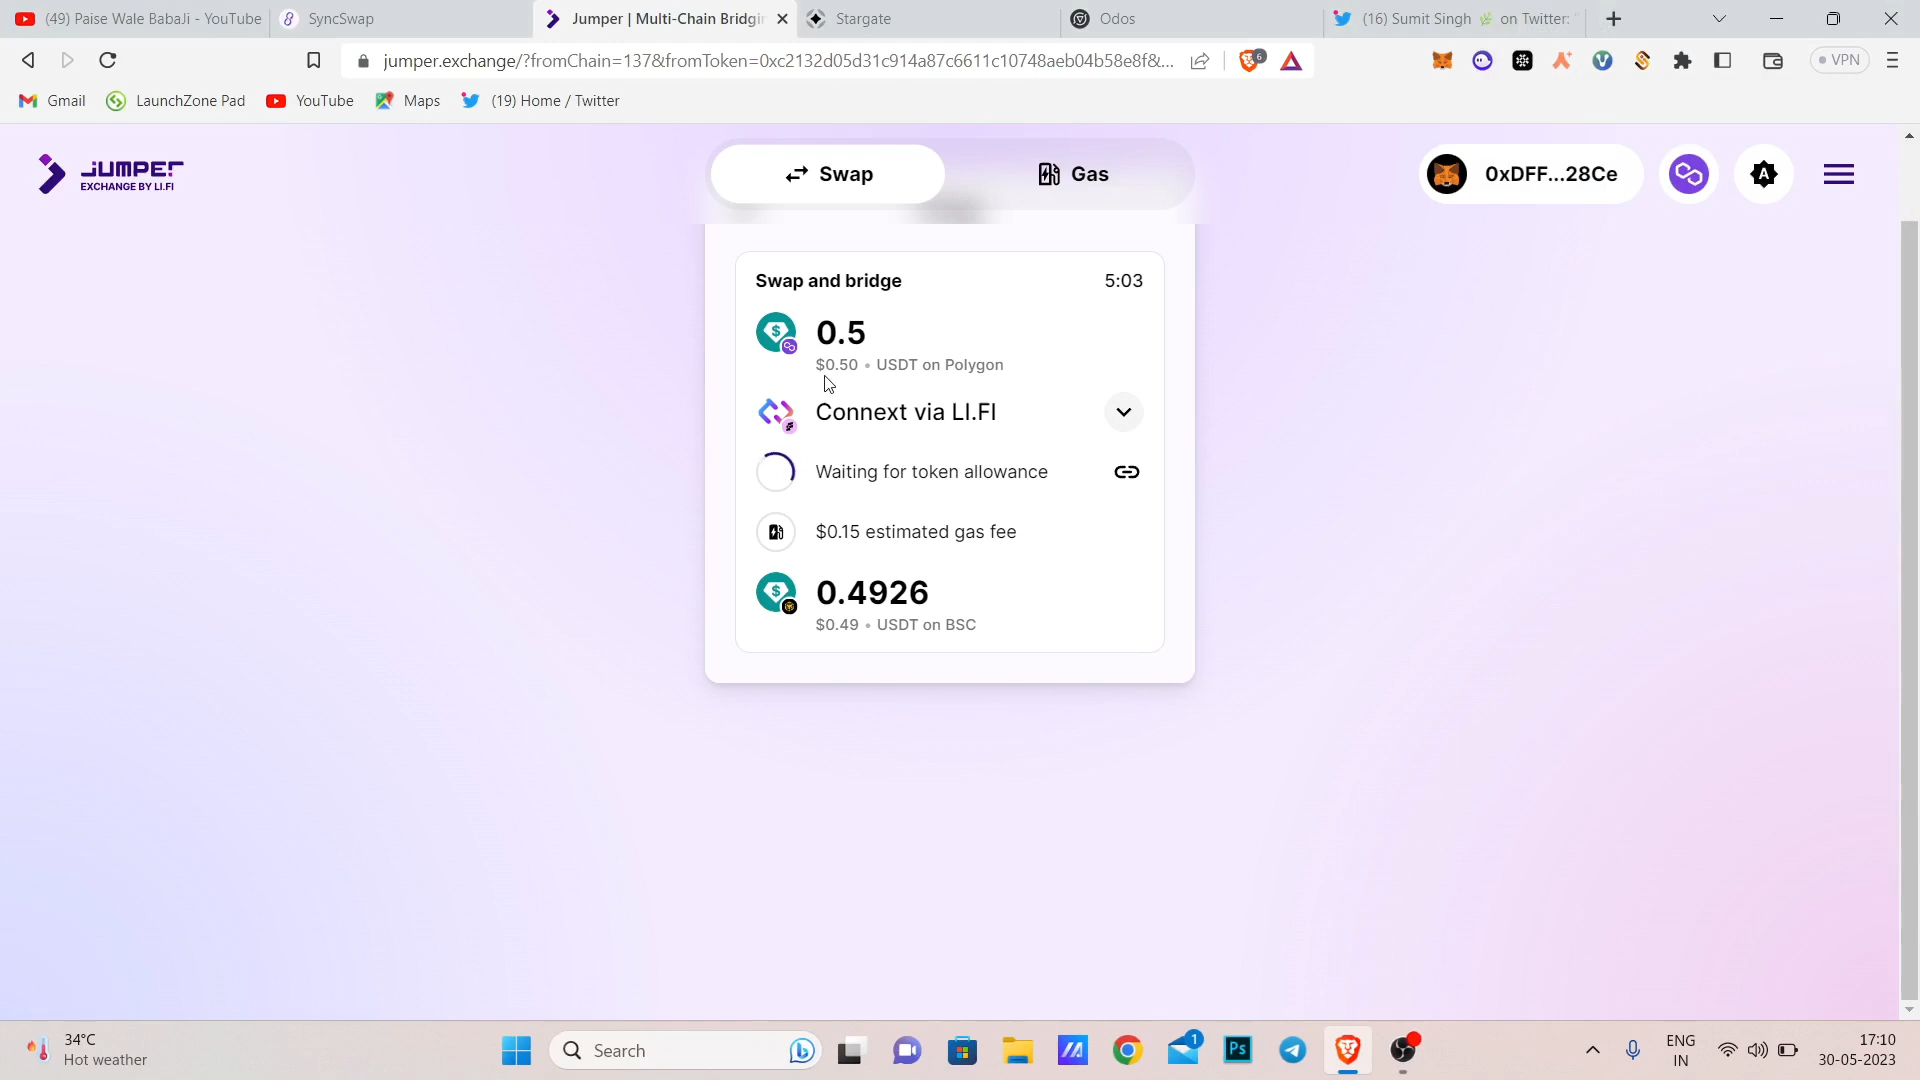 (49) Paise Wale BabaJi - YouTube
SyncSwap
Jumper | Multi-Chain Bridgin
Stargate
Odos
(16) Sumit Singh 🌿 on Twitter: "
jumper.exchange/?fromChain=137&fromToken=0xc2132d05d31c914a87c6611c10748aeb04b58e8f&...
6
VPN
Gmail
LaunchZone Pad
YouTube
Maps
(19) Home / Twitter
JUMPER
EXCHANGE BY LI.FI
Swap
Gas
0xDFF...28Ce
A
Swap and bridge
5:03
0.5
$0.50 • USDT on Polygon
Connext via LI.FI
Waiting for token allowance
$0.15 estimated gas fee
0.4926
$0.49 • USDT on BSC
34°C
Hot weather
Search
1
Ps
ENG
IN
17:10
30-05-2023